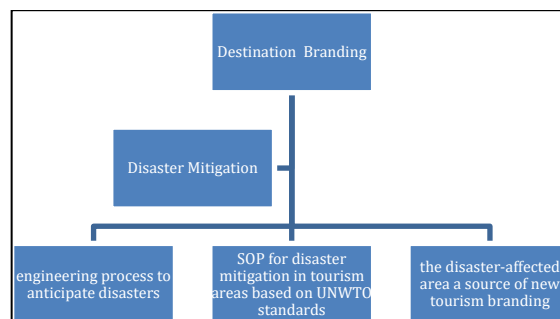 Destination Branding
Disaster Mitigation
engineering process to
anticipate disasters
SOP for disaster
mitigation in tourism
areas based on UNWTO
standards
the disaster-affected
area a source of new
tourism branding